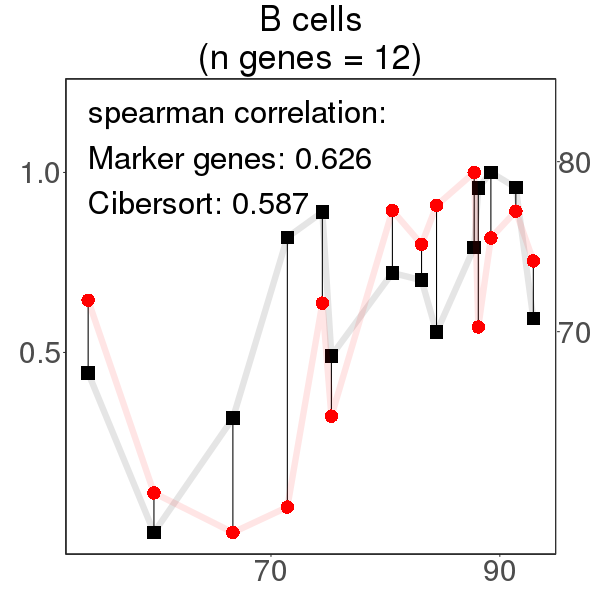 B cells
(n genes = 12)
spearman correlation:
Marker genes: 0.626
Cibersort: 0.587
1.0
80
0.5
70
70
90